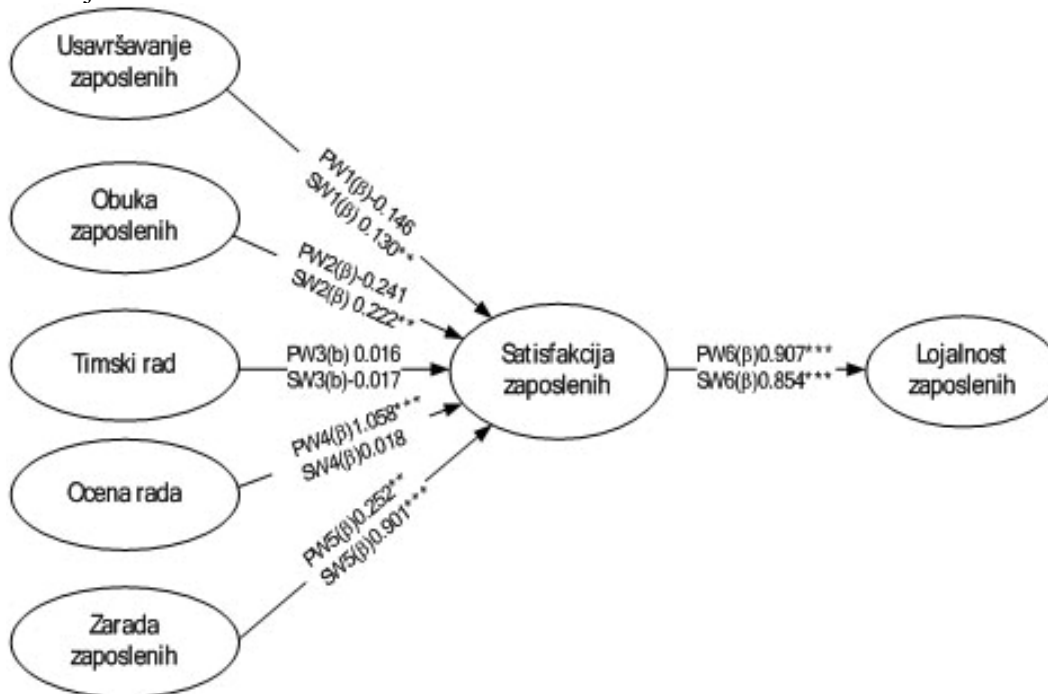 Usavršavanje
zaposlenih
PW1(β)-0.146
SW1(β) 0.130**
Obuka
zaposlenih
PW2(β)-0.241
SW2(β) 0.222**
Timski rad
PW3(b) 0.016
SW3(b)-0.017
Satisfakcija
zaposlenih
PW6(β)0.907***
SW6(β)0.854***
Lojalnost
zaposlenih
Ocena rada
PW4(β)1.058***
SW4(β)0.018
Zarada
zaposlenih
PW5(β)0.252**
SW5(β)0.901***